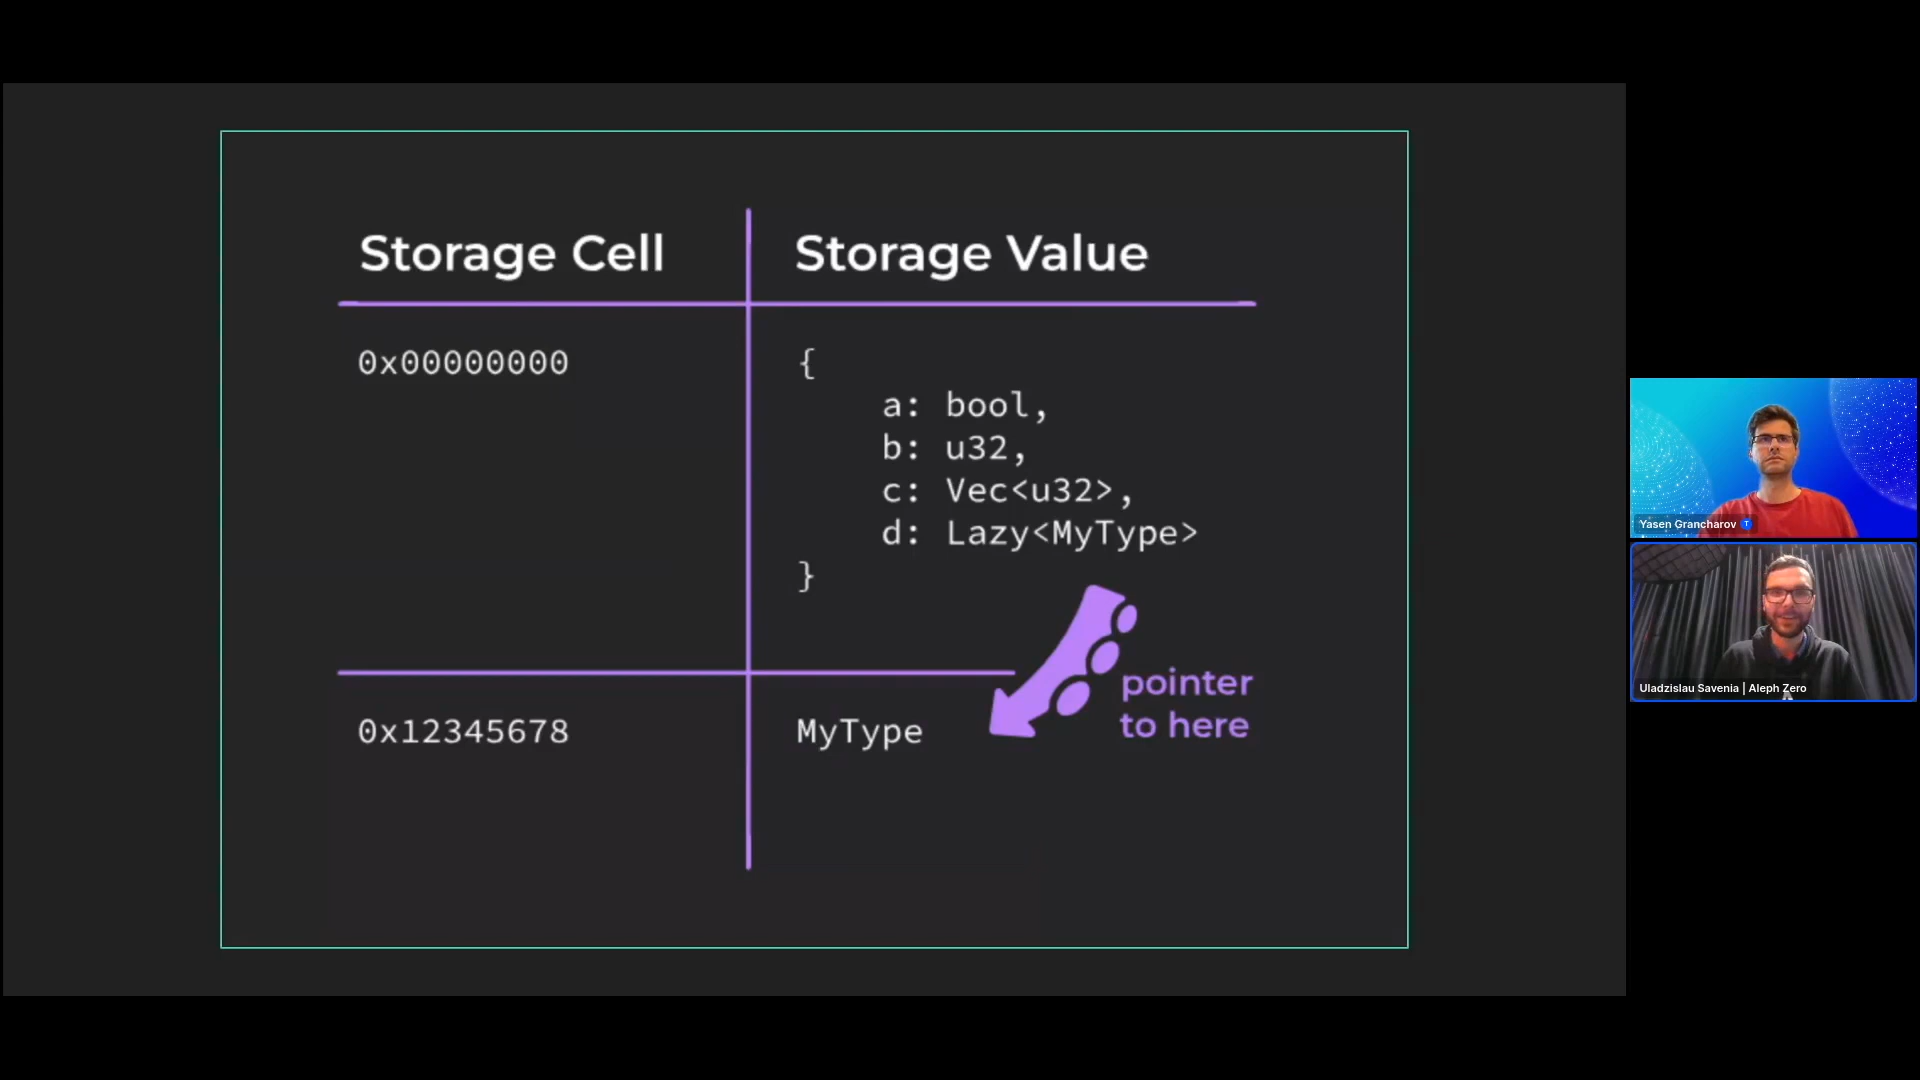 Storage Cell
Storage Value
0x00000000
{
a: bool,
b: u32,
c: Vec<u32>,
d: Lazy<MyType>
}
pointer
to here
0x12345678
MyType
Yasen Grancharov
T
Uladzislau Savenia | Aleph Zero